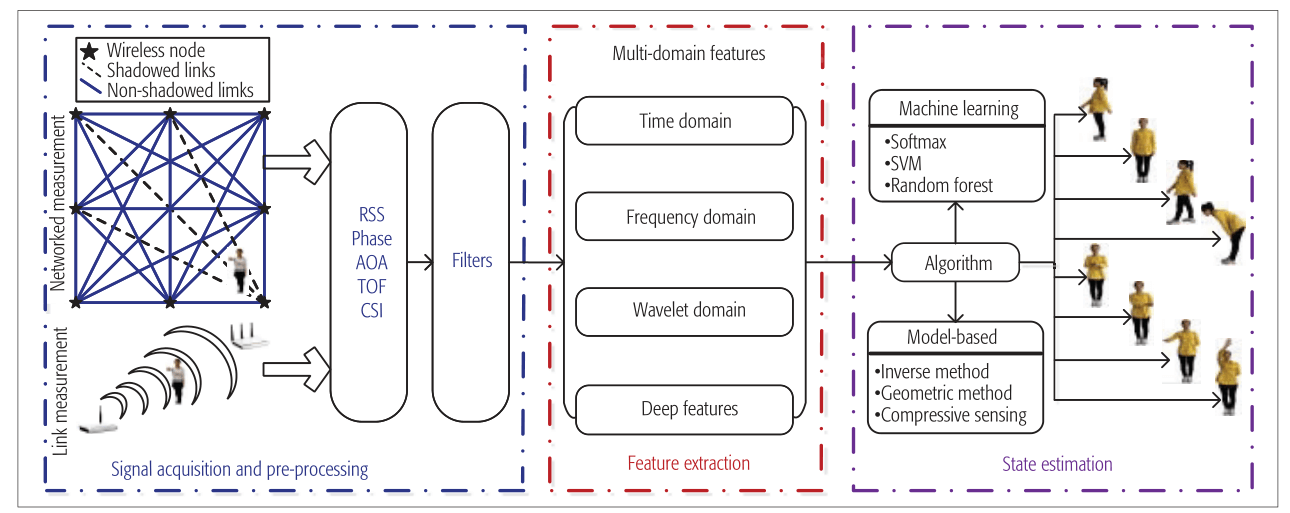 Wireless node
Shadowed links
Non-shadowed limks
Networked measurement
Link measurement
RSS
Phase
AOA
TOF
CSI
Filters
Signal acquisition and pre-processing
Multi-domain features
Time domain
Frequency domain
Wavelet domain
Deep features
Feature extraction
Machine learning
•Softmax
•SVM
•Random forest
Algorithm
Model-based
•Inverse method
•Geometric method
•Compressive sensing
State estimation